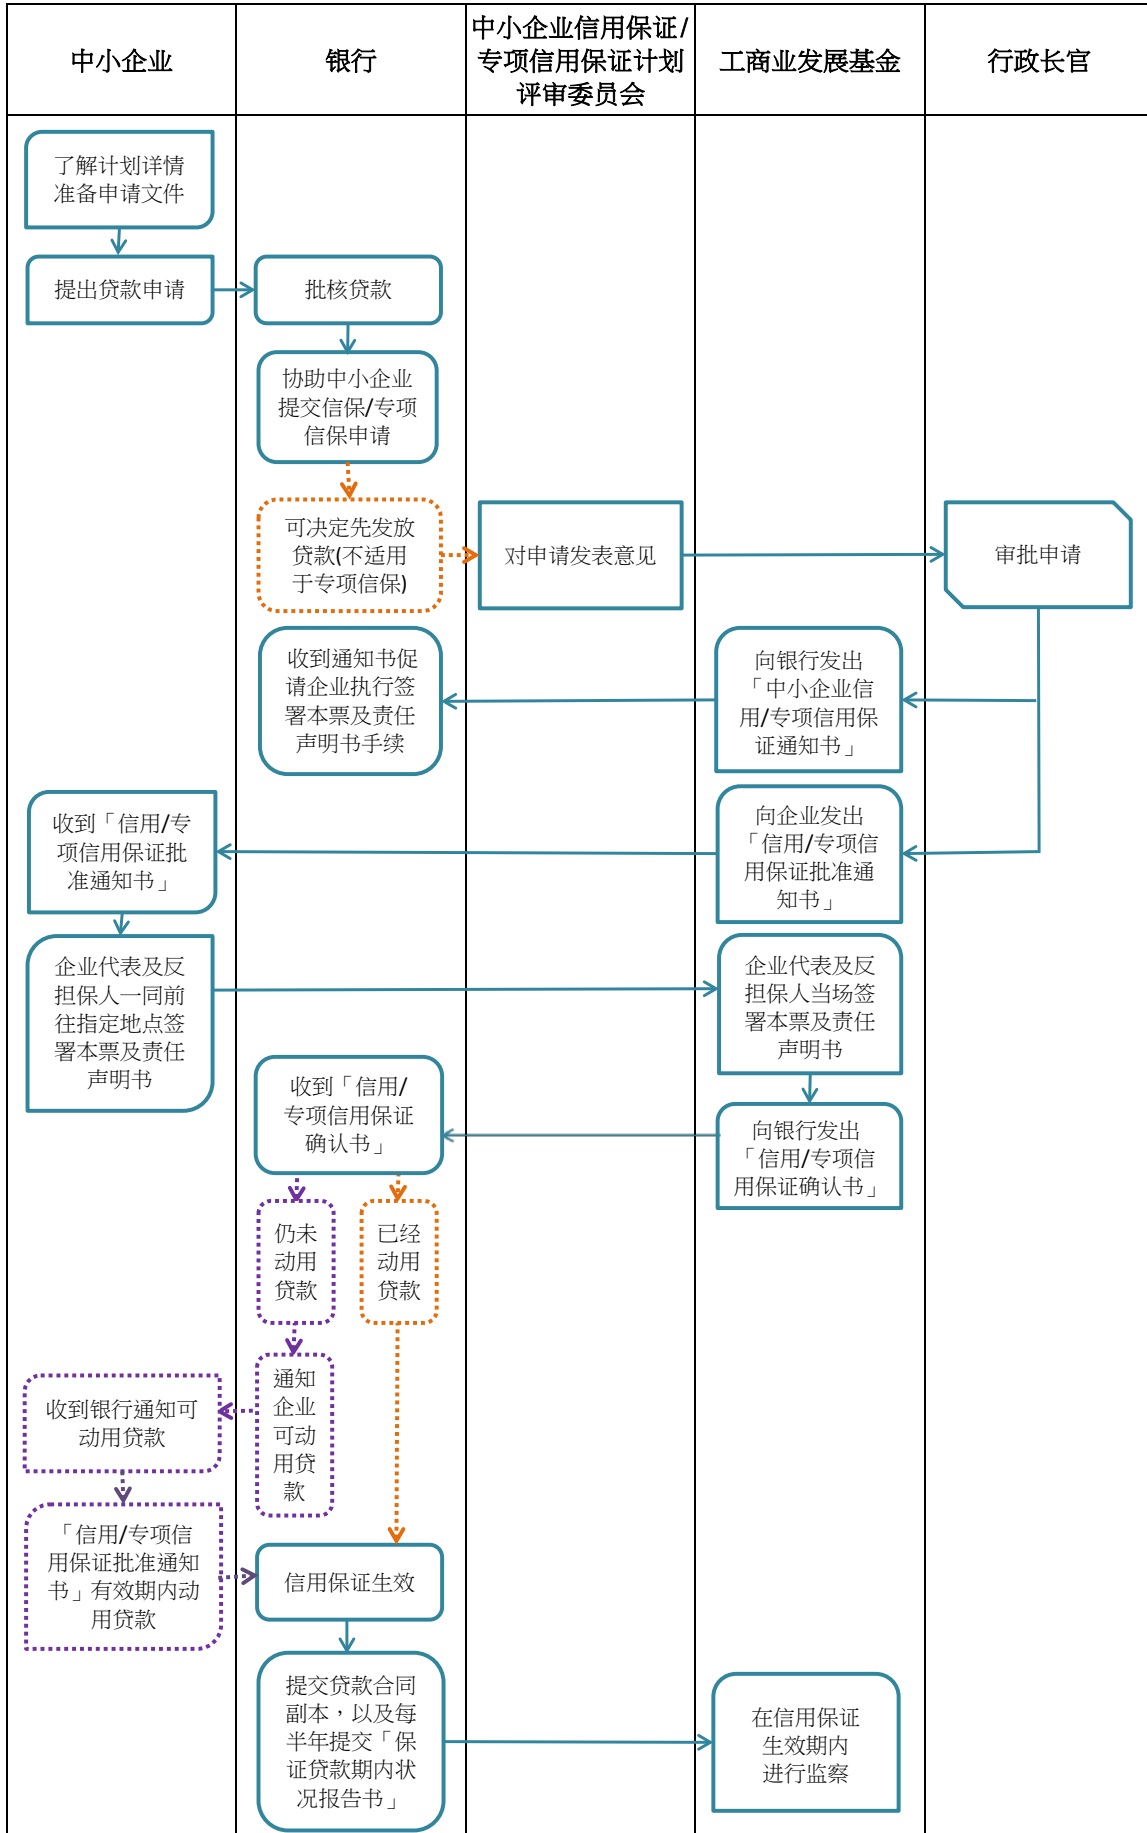 中小企业
银行
中小企业信用保证/
专项信用保证计划
评审委员会
工商业发展基金
行政长官
了解计划详情
准备申请文件
提出贷款申请
批核贷款
协助中小企业
提交信保/专项
信保申请
可决定先发放
贷款(不适用
于专项信保)
对申请发表意见
审批申请
收到通知书促
请企业执行签
署本票及责任
声明书手续
向银行发出
「中小企业信
用/专项信用保
证通知书」
收到「信用/专
项信用保证批
准通知书」
向企业发出
「信用/专项信
用保证批准通
知书」
企业代表及反
担保人一同前
往指定地点签
署本票及责任
声明书
企业代表及反
担保人当场签
署本票及责任
声明书
收到「信用/
专项信用保证
确认书」
向银行发出
「信用/专项信
用保证确认书」
仍未
动用
贷款
已经
动用
贷款
通知
企业
可动
用贷
款
收到银行通知可
动用贷款
「信用/专项信
用保证批准通知
书」有效期内动
用贷款
信用保证生效
提交贷款合同
副本，以及每
半年提交「保
证贷款期内状
况报告书」
在信用保证
生效期内
进行监察